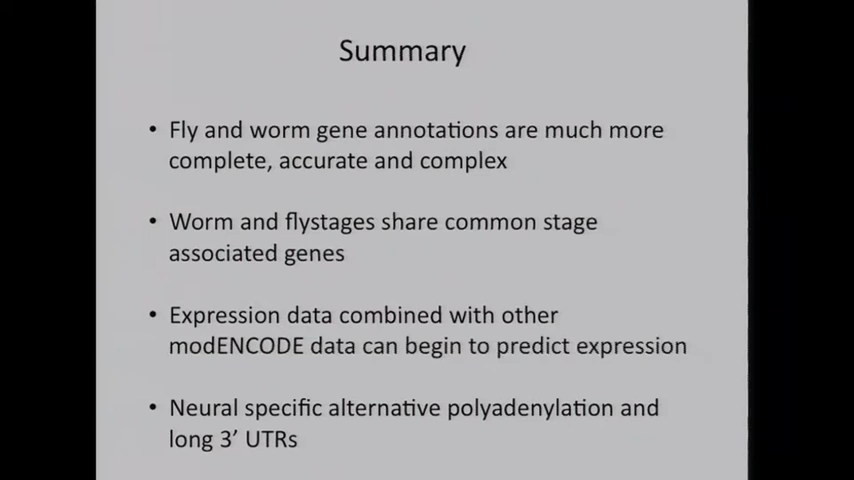 Summary
• Fly and worm gene annotations are much more
complete, accurate and complex
• Worm and flystages share common stage
associated genes
• Expression data combined with other
modENCODE data can begin to predict expression
• Neural specific alternative polyadenylation and
long 3’ UTRs